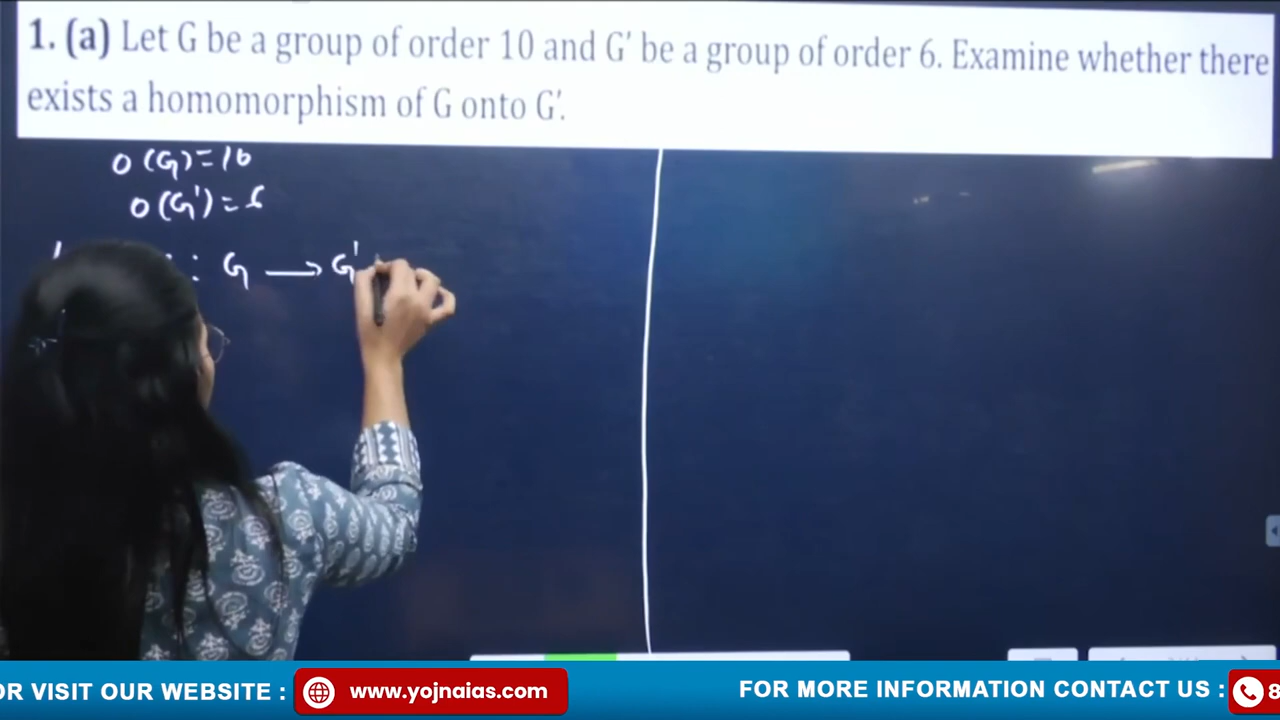 1. (a) Let G be a group of order 10 and G′ be a group of order 6. Examine whether there
exists a homomorphism of G onto G′.
O(G) = 10
O(G') = 6
: G ⟶ G'
OR VISIT OUR WEBSITE :
www.yojnaias.com
FOR MORE INFORMATION CONTACT US :
8